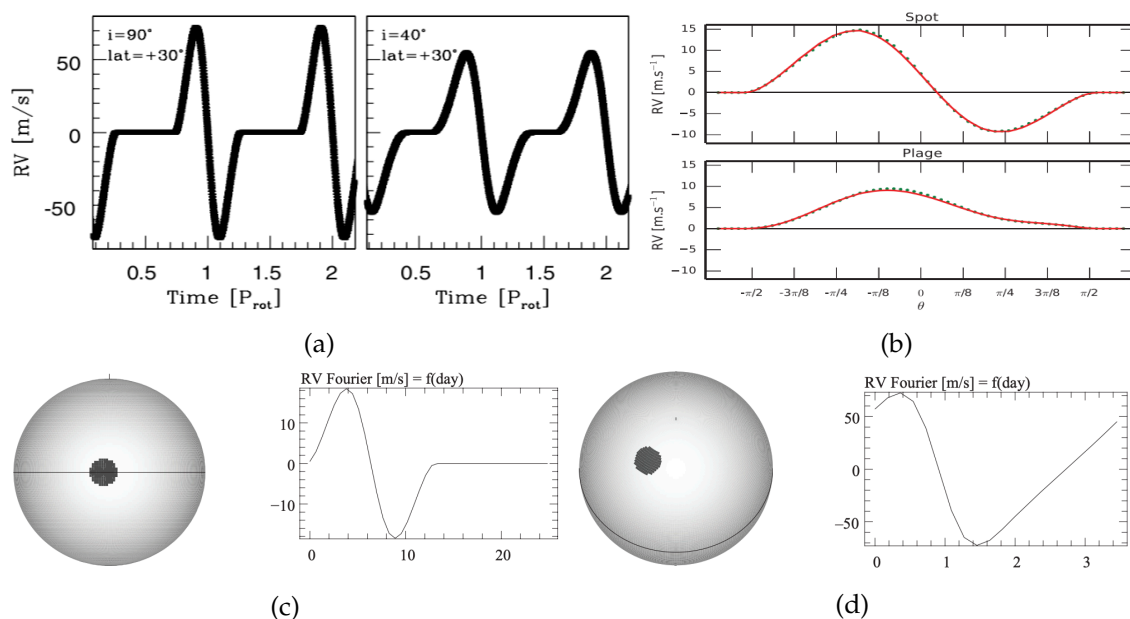 i=90°
lat=+30°
i=40°
lat=+30°
RV [m/s]
50
0
-50
0.5 1 1.5 2
0.5 1 1.5 2
Time [P_rot]
Time [P_rot]
(a)
Spot
RV [m.s⁻¹]
15
10
5
0
−5
−10
Plage
RV [m.s⁻¹]
15
10
5
0
−5
−10
-π/2 -3π/8 -π/4 -π/8 0 π/8 π/4 3π/8 π/2
θ
(b)
RV Fourier [m/s] = f(day)
10
0
−10
0 10 20
(c)
RV Fourier [m/s] = f(day)
50
0
−50
0 1 2 3
(d)